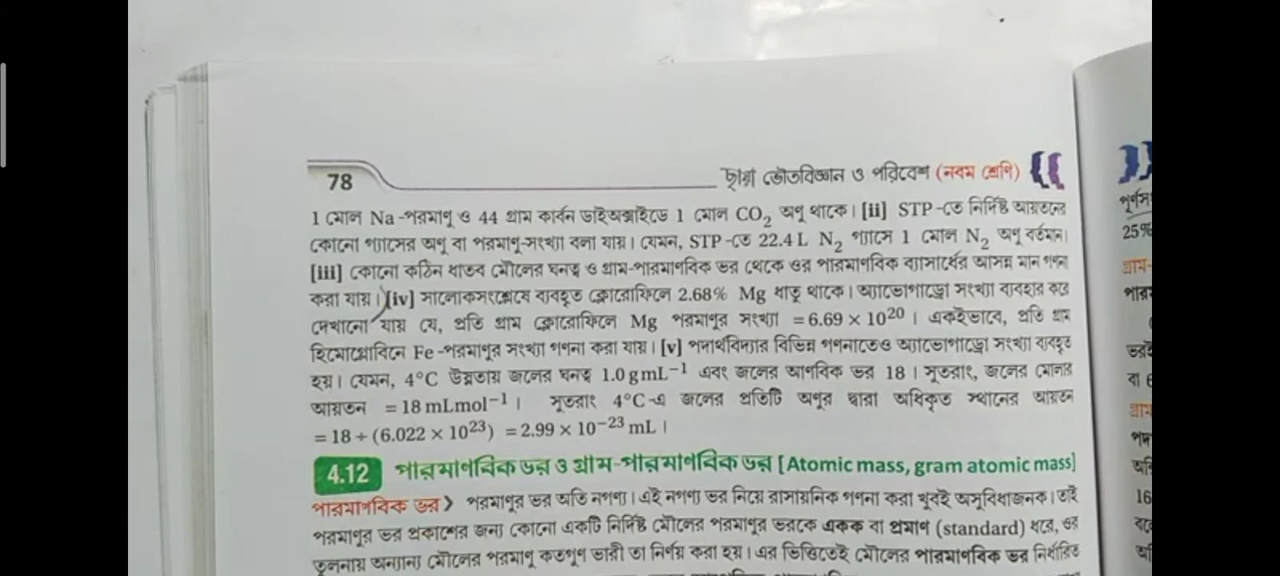 78
ছায়া ভৌতবিজ্ঞান ও পরিবেশ (নবম শ্রেণি)
1 মোল Na-পরমাণু ও 44 গ্রাম কার্বন ডাইঅক্সাইডে 1 মোল CO₂ অণু থাকে। [ii] STP-তে নির্দিষ্ট আয়তনের
কোনো গ্যাসের অণু বা পরমাণু-সংখ্যা বলা যায়। যেমন, STP-তে 22.4 L N₂ গ্যাসে 1 মোল N₂ অণু বর্তমান।
[iii] কোনো কঠিন ধাতব মৌলের ঘনত্ব ও গ্রাম-পারমাণবিক ভর থেকে ওর পারমাণবিক ব্যাসার্ধের আসন্ন মান গণনা
করা যায়। [iv] সালোকসংশ্লেষে ব্যবহৃত ক্লোরোফিলে 2.68% Mg ধাতু থাকে। অ্যাভোগাড্রো সংখ্যা ব্যবহার করে
দেখানো যায় যে, প্রতি গ্রাম ক্লোরোফিলে Mg পরমাণুর সংখ্যা = 6.69 × 10²⁰। একইভাবে, প্রতি গ্রাম
হিমোগ্লোবিনে Fe-পরমাণুর সংখ্যা গণনা করা যায়। [v] পদার্থবিদ্যার বিভিন্ন গণনাতেও অ্যাভোগাড্রো সংখ্যা ব্যবহৃত
হয়। যেমন, 4°C উষ্ণতায় জলের ঘনত্ব 1.0 gmL⁻¹ এবং জলের আণবিক ভর 18। সুতরাং, জলের মোলার
আয়তন = 18 mLmol⁻¹। সুতরাং 4°C-এ জলের প্রতিটি অণুর দ্বারা অধিকৃত স্থানের আয়তন
= 18 ÷ (6.022 × 10²³) = 2.99 × 10⁻²³ mL।
4.12 পারমাণবিক ভর ও গ্রাম-পারমাণবিক ভর [Atomic mass, gram atomic mass]
পারমাণবিক ভর 》 পরমাণুর ভর অতি নগণ্য। এই নগণ্য ভর নিয়ে রাসায়নিক গণনা করা খুবই অসুবিধাজনক। তাই
পরমাণুর ভর প্রকাশের জন্য কোনো একটি নির্দিষ্ট মৌলের পরমাণুর ভরকে একক বা প্রমাণ (standard) ধরে, ওর
তুলনায় অন্যান্য মৌলের পরমাণু কতগুণ ভারী তা নির্ণয় করা হয়। এর ভিত্তিতেই মৌলের পারমাণবিক ভর নির্ধারিত
25%
গ্রাম-
বা 6
16